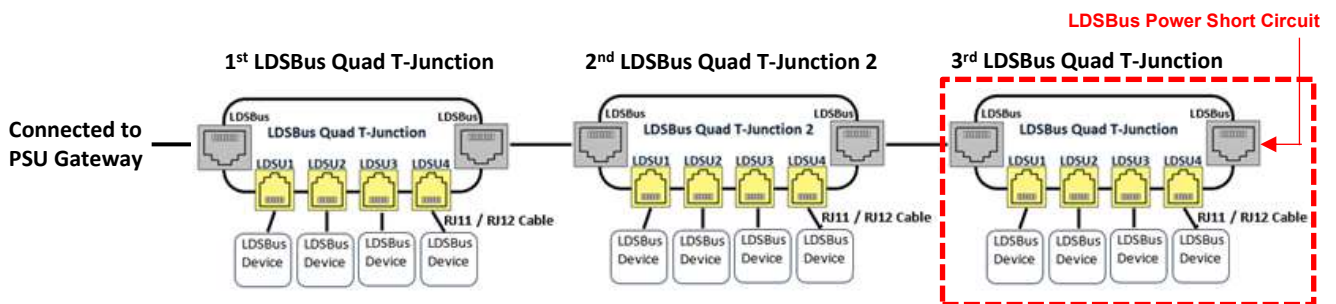 LDSBus Power Short Circuit
1st LDSBus Quad T-Junction
2nd LDSBus Quad T-Junction 2
3rd LDSBus Quad T-Junction
Connected to
PSU Gateway
LDSBus
LDSBus
LDSBus Quad T-Junction
LDSU1 LDSU2 LDSU3 LDSU4
RJ11 / RJ12 Cable
LDSBus
Device
LDSBus
Device
LDSBus
Device
LDSBus
Device
LDSBus
LDSBus
LDSBus Quad T-Junction 2
LDSU1 LDSU2 LDSU3 LDSU4
RJ11 / RJ12 Cable
LDSBus
Device
LDSBus
Device
LDSBus
Device
LDSBus
Device
LDSBus
LDSBus
LDSBus Quad T-Junction
LDSU1 LDSU2 LDSU3 LDSU4
RJ11 / RJ12 Cable
LDSBus
Device
LDSBus
Device
LDSBus
Device
LDSBus
Device